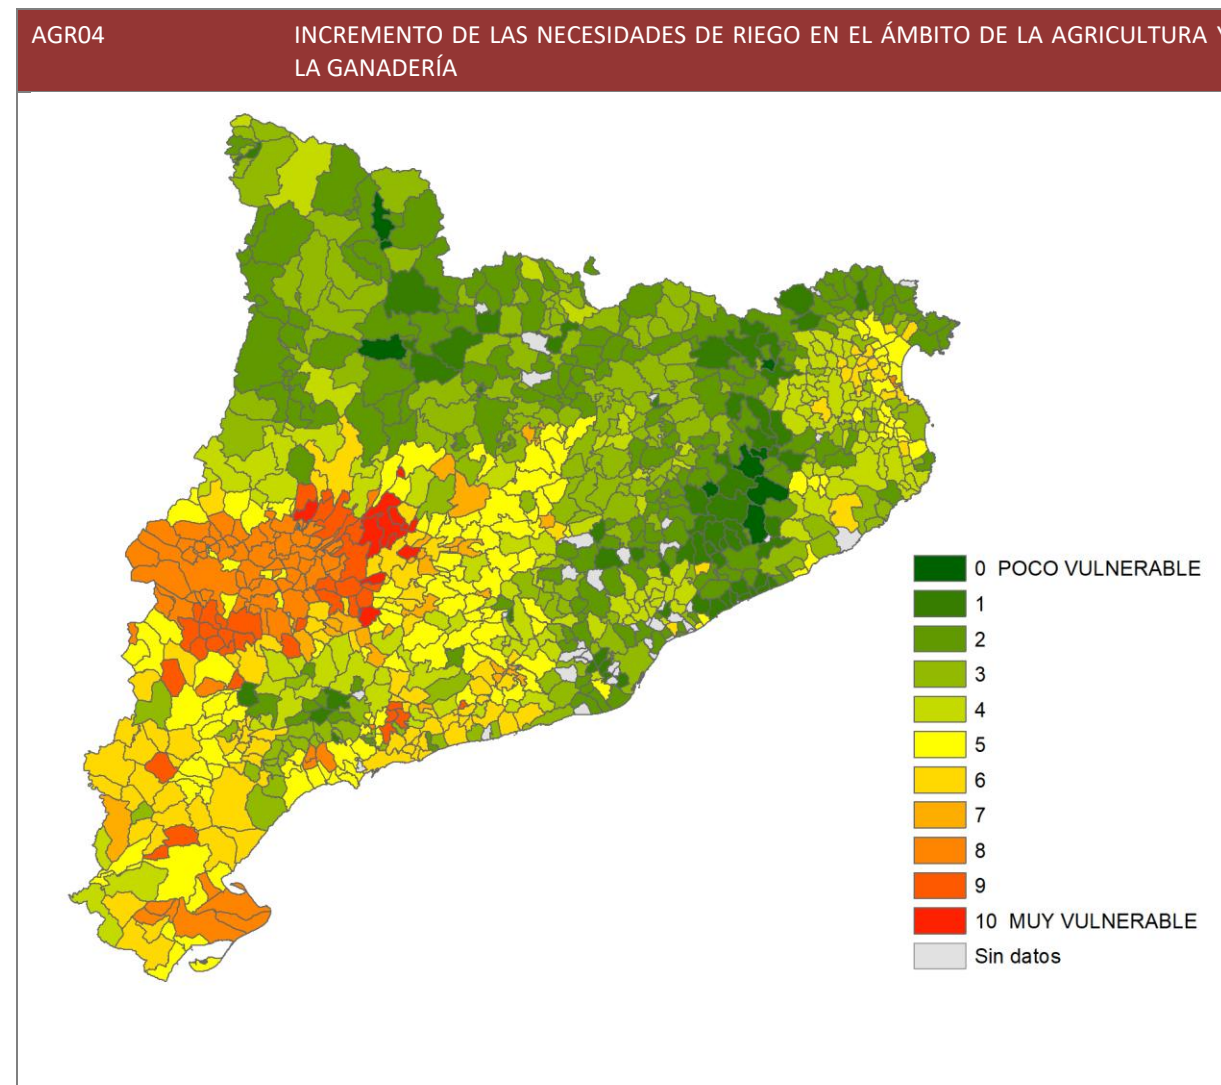 AGR04
INCREMENTO DE LAS NECESIDADES DE RIEGO EN EL ÁMBITO DE LA AGRICULTURA Y
LA GANADERÍA
0 POCO VULNERABLE
1
2
3
4
5
6
7
8
9
10 MUY VULNERABLE
Sin datos